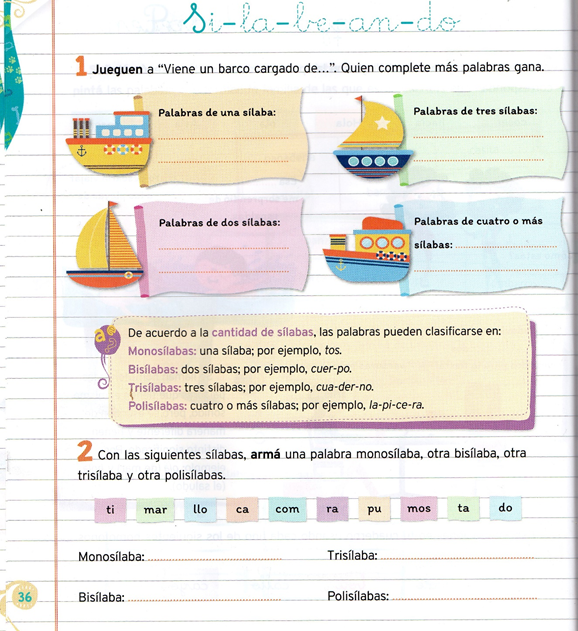 Si-la-be-an-do
1 Jueguen a “Viene un barco cargado de...”. Quien complete más palabras gana.
Palabras de una sílaba:
Palabras de tres sílabas:
Palabras de dos sílabas:
Palabras de cuatro o más
sílabas:
a
De acuerdo a la cantidad de sílabas, las palabras pueden clasificarse en:
Monosílabas: una sílaba; por ejemplo, tos.
Bisílabas: dos sílabas; por ejemplo, cuer-po.
Trisílabas: tres sílabas; por ejemplo, cua-der-no.
Polisílabas: cuatro o más sílabas; por ejemplo, la-pi-ce-ra.
2 Con las siguientes sílabas, armá una palabra monosílaba, otra bisílaba, otra
trisílaba y otra polisílabas.
ti mar llo ca com ra pu mos ta do
Monosílaba: Trisílaba:
36 Bisílaba: Polisílabas: